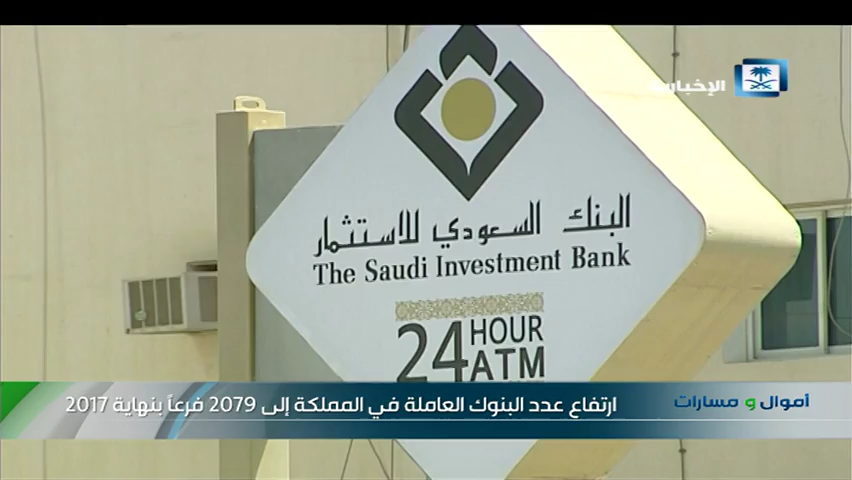 الإخبارية
البنك السعودي للاستثمار
The Saudi Investment Bank
24 HOUR
ATM
أموال و مسارات
ارتفاع عدد البنوك العاملة في المملكة إلى 2079 فرعاً بنهاية 2017